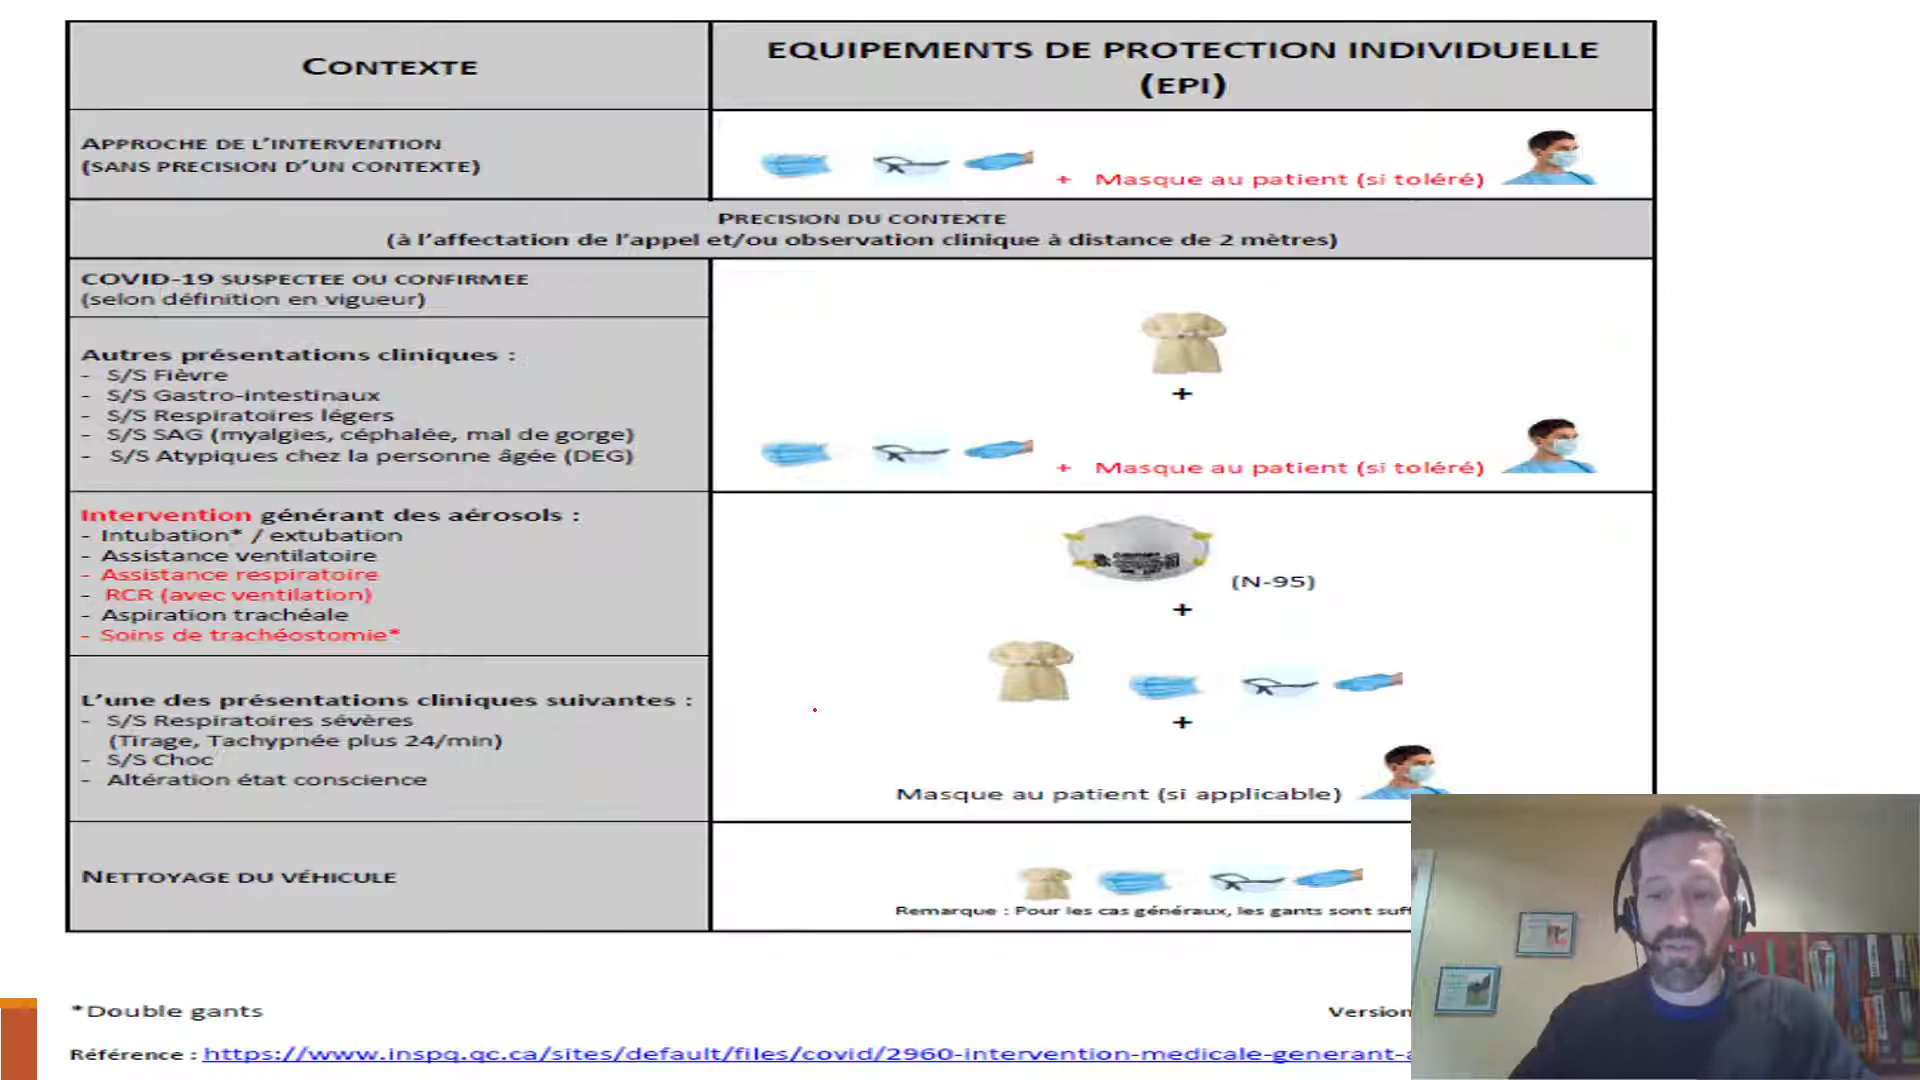 CONTEXTE
EQUIPEMENTS DE PROTECTION INDIVIDUELLE
(EPI)
APPROCHE DE L'INTERVENTION
(SANS PRECISION D'UN CONTEXTE)
+ Masque au patient (si toléré)
PRECISION DU CONTEXTE
(à l'affectation de l'appel et/ou observation clinique à distance de 2 mètres)
COVID-19 SUSPECTEE OU CONFIRMEE
(selon définition en vigueur)
Autres présentations cliniques :
- S/S Fièvre
- S/S Gastro-intestinaux
- S/S Respiratoires légers
- S/S SAG (myalgies, céphalée, mal de gorge)
- S/S Atypiques chez la personne âgée (DEG)
+
+ Masque au patient (si toléré)
Intervention générant des aérosols :
- Intubation* / extubation
- Assistance ventilatoire
- Assistance respiratoire
- RCR (avec ventilation)
- Aspiration trachéale
- Soins de trachéostomie*
(N-95)
+
L'une des présentations cliniques suivantes :
- S/S Respiratoires sévères
(Tirage, Tachypnée plus 24/min)
- S/S Choc
- Altération état conscience
+
Masque au patient (si applicable)
NETTOYAGE DU VÉHICULE
Remarque : Pour les cas généraux, les gants sont suff
*Double gants
Version
Référence : https://www.inspq.qc.ca/sites/default/files/covid/2960-intervention-medicale-generant-a